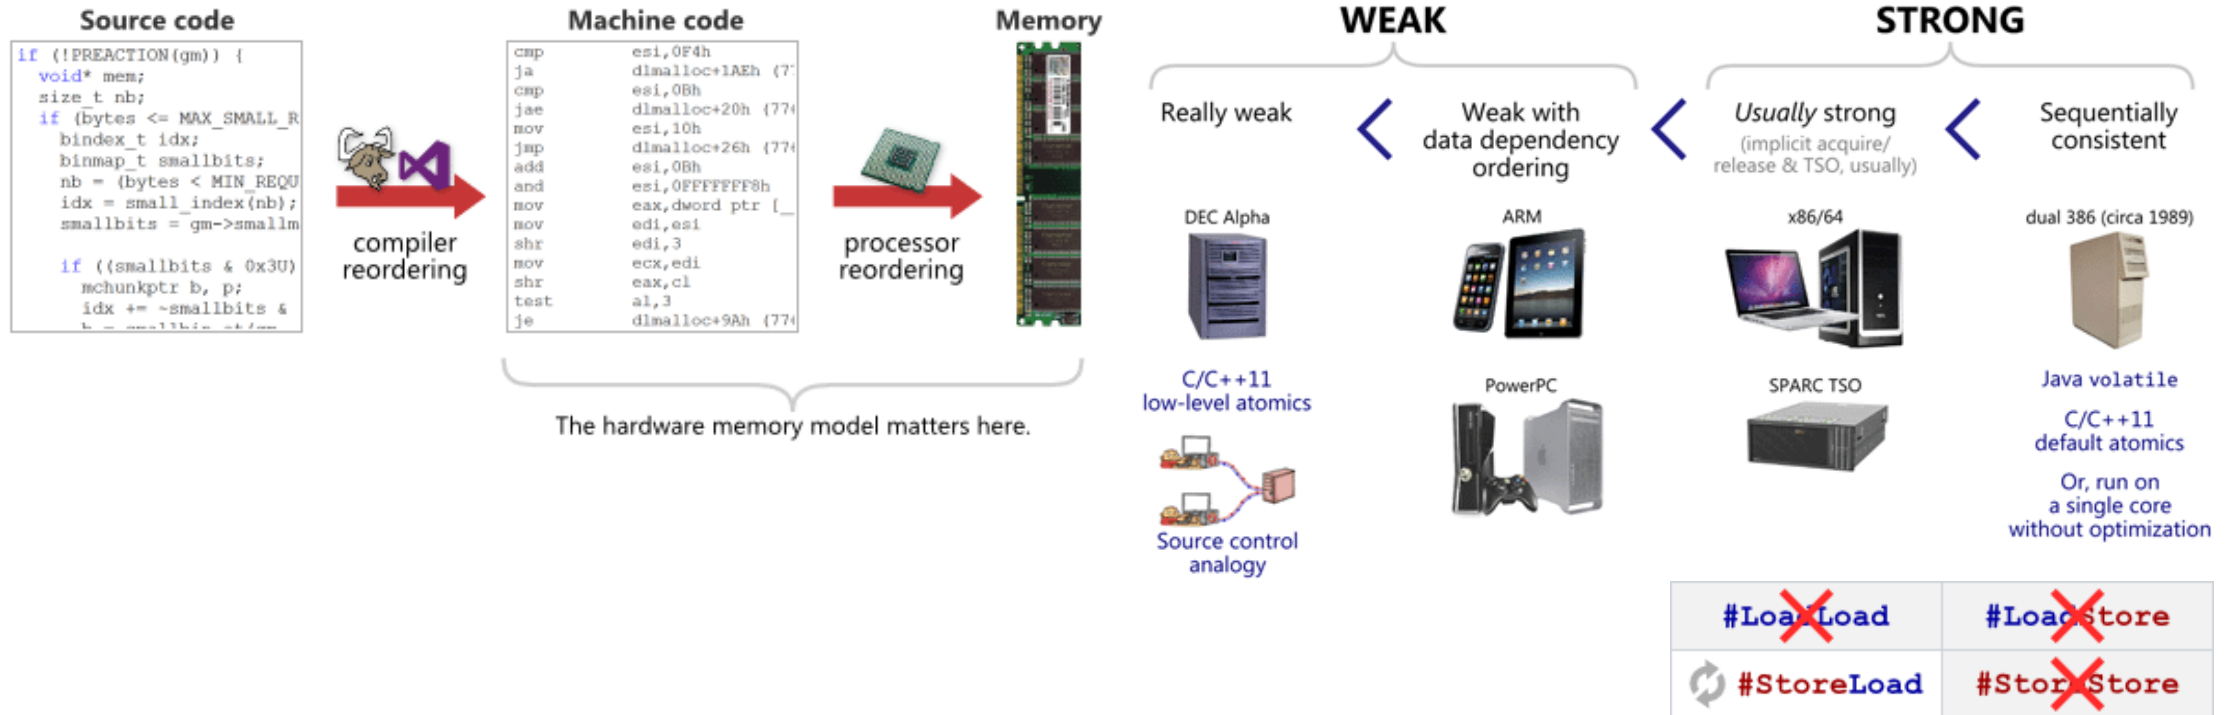 Source code
if (!PREACTION(gm)) {
void* mem;
size_t nb;
if (bytes <= MAX_SMALL_R
bindex_t idx;
binmap_t smallbits;
nb = (bytes < MIN_REQU
idx = small_index(nb);
smallbits = gm->smallm
if ((smallbits & 0x3U)
mchunkptr b, p;
idx += ~smallbits &
compiler
reordering
Machine code
cmp esi,0F4h
ja dlmalloc+1AEh (77
cmp esi,0Bh
jae dlmalloc+20h (774
mov esi,10h
jmp dlmalloc+26h (774
add esi,0Bh
and esi,0FFFFFFF8h
mov eax,dword ptr [__
mov edi,esi
shr edi,3
mov ecx,edi
shr eax,cl
test al,3
je dlmalloc+9Ah (774
processor
reordering
Memory
The hardware memory model matters here.
WEAK
STRONG
Really weak
<
Weak with
data dependency
ordering
<
Usually strong
(implicit acquire/
release & TSO, usually)
<
Sequentially
consistent
DEC Alpha
ARM
x86/64
dual 386 (circa 1989)
C/C++11
low-level atomics
Source control
analogy
PowerPC
SPARC TSO
Java volatile
C/C++11
default atomics
Or, run on
a single core
without optimization
#LoadLoad
#LoadStore
#StoreLoad
#StoreStore